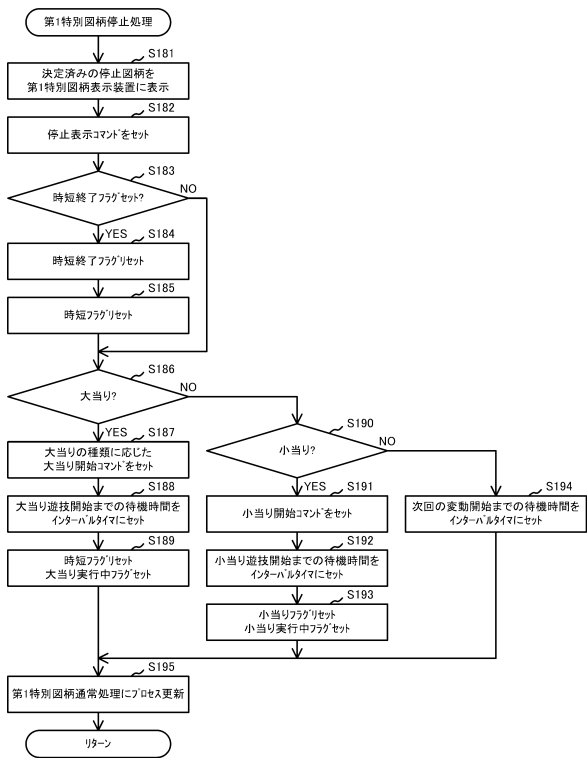 第1特別図柄停止処理
S181
決定済みの停止図柄を
第1特別図柄表示装置に表示
S182
停止表示コマンドをセット
S183
時短終了フラグセット?
NO
YES
S184
時短終了フラグリセット
S185
時短フラグリセット
S186
大当り?
NO
YES
S187
大当りの種類に応じた
大当り開始コマンドをセット
S188
大当り遊技開始までの待機時間を
インターバルタイマにセット
S189
時短フラグリセット
大当り実行中フラグセット
S190
小当り?
NO
YES
S191
小当り開始コマンドをセット
S192
小当り遊技開始までの待機時間を
インターバルタイマにセット
S193
小当りフラグリセット
小当り実行中フラグセット
S194
次回の変動開始までの待機時間を
インターバルタイマにセット
S195
第1特別図柄通常処理にプロセス更新
リターン